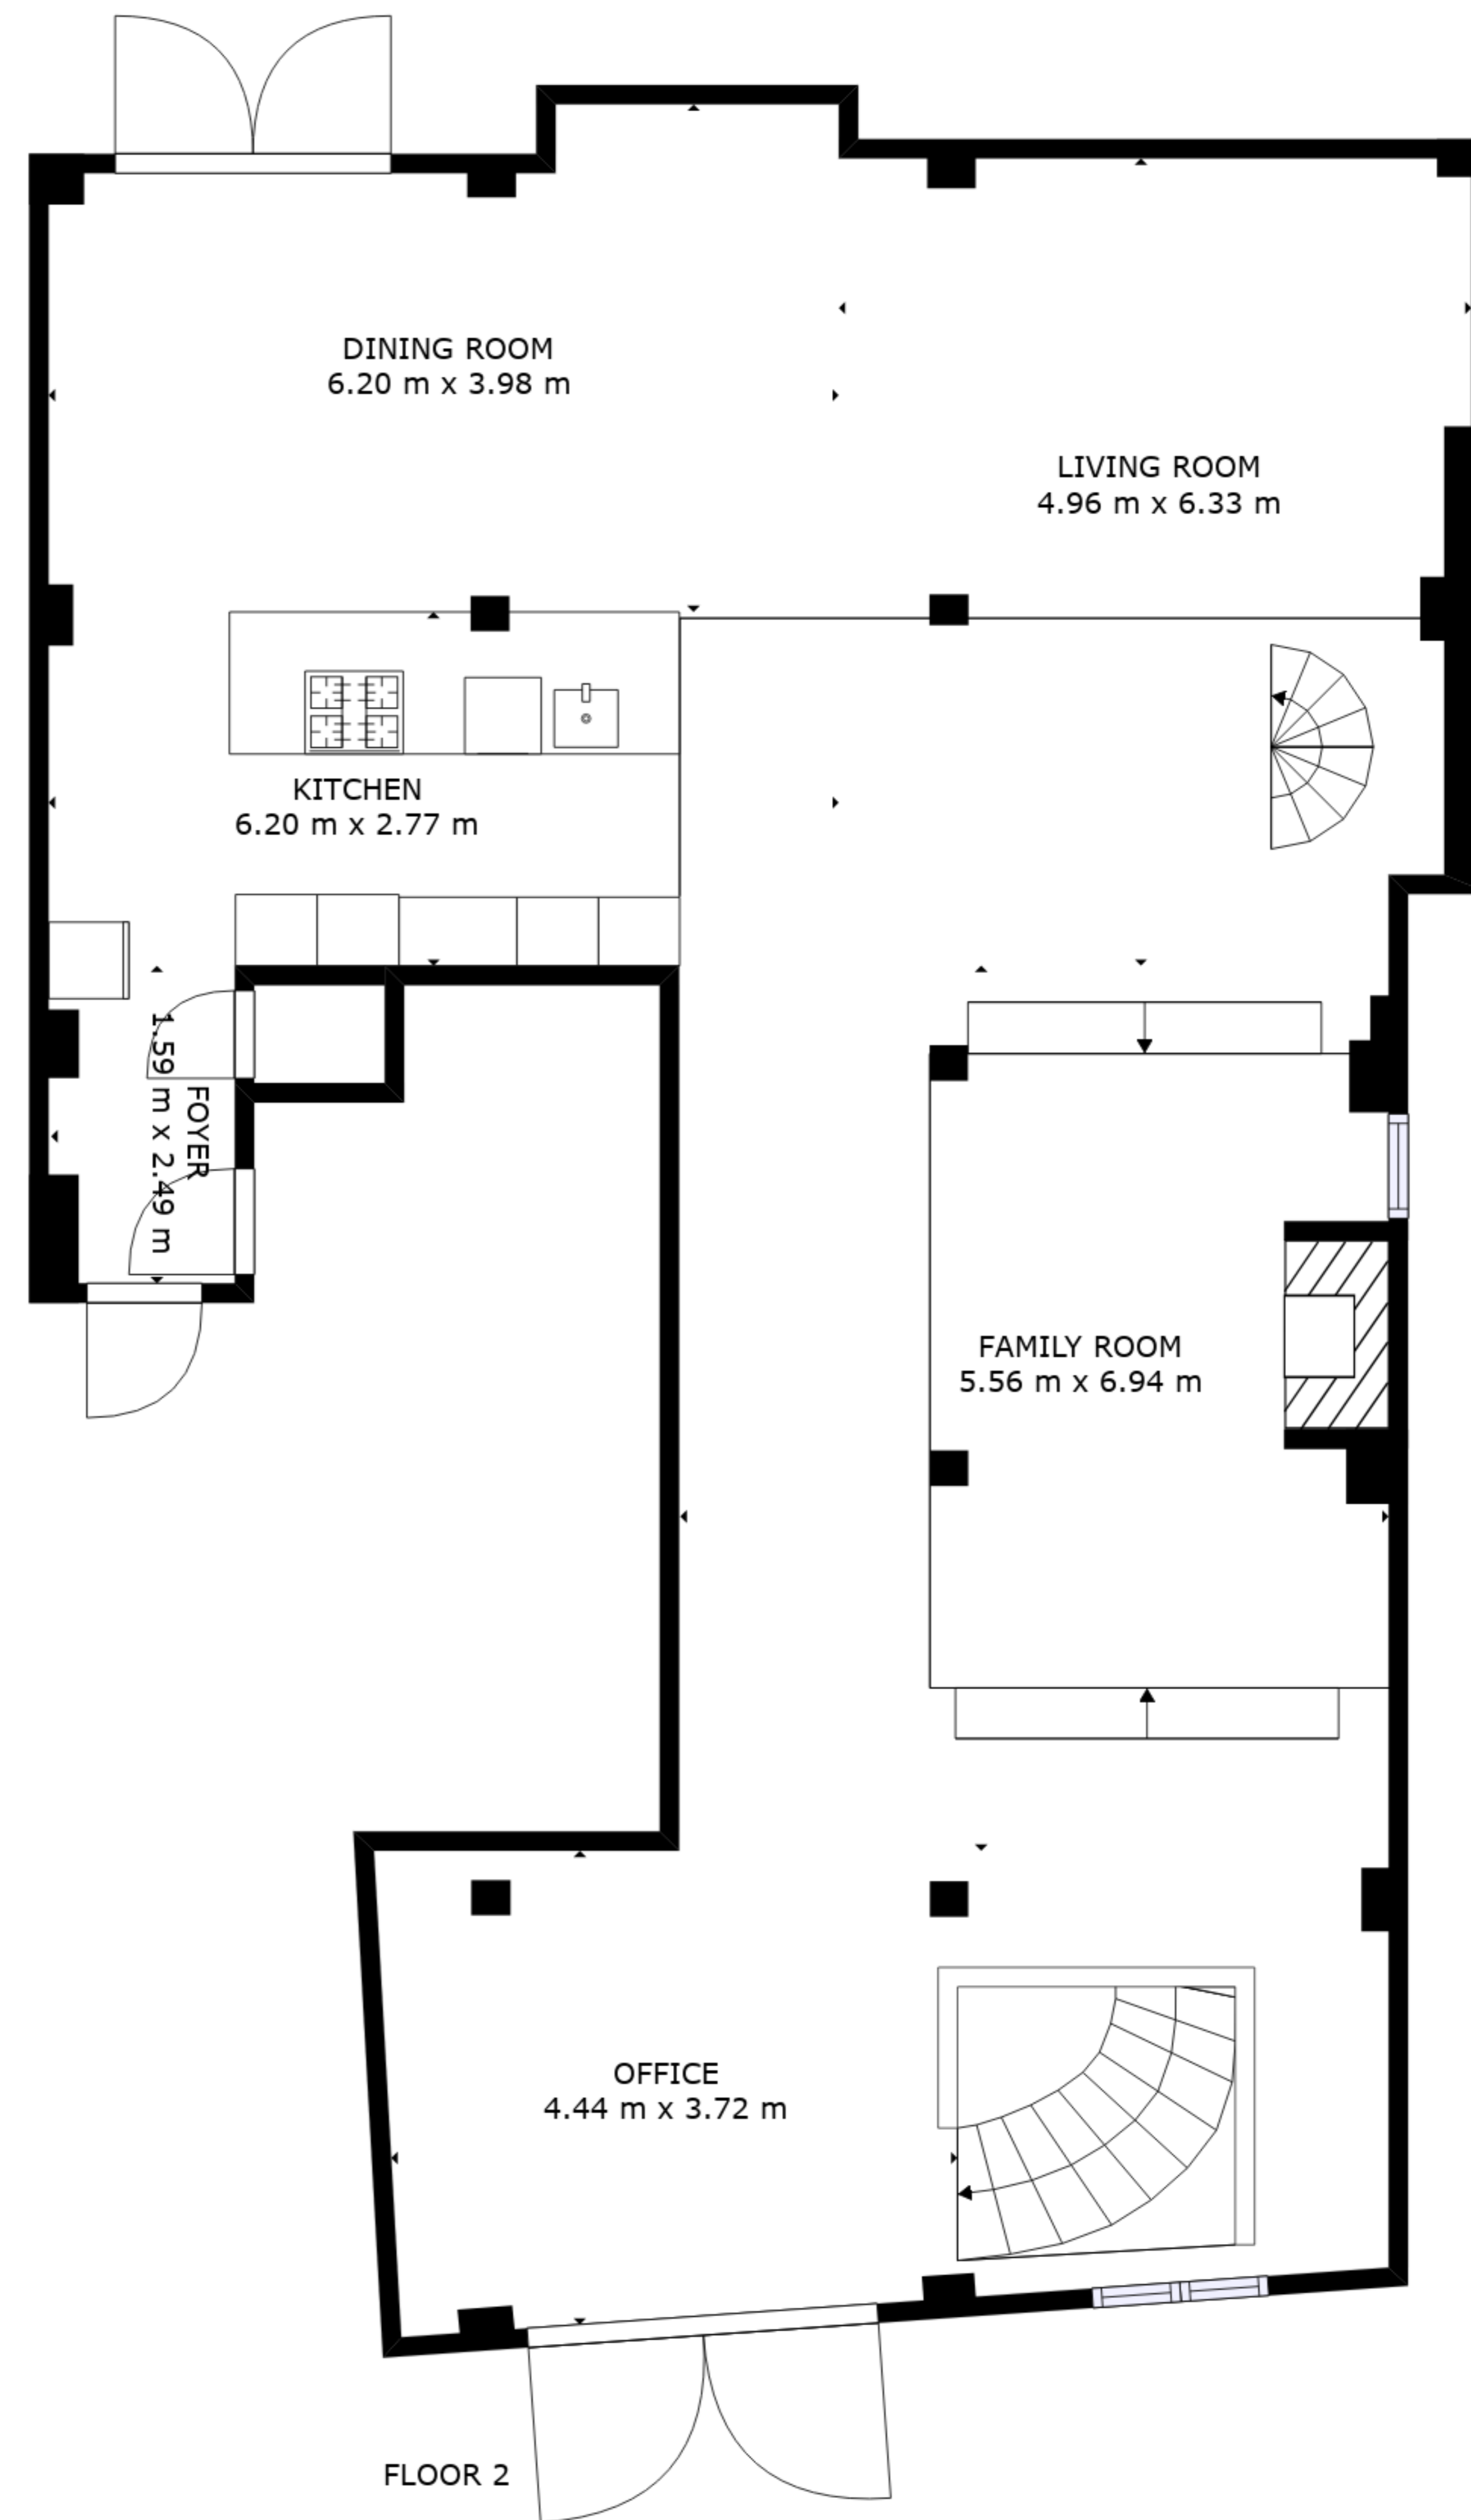 DINING ROOM
6.20 m x 3.98 m
LIVING ROOM
4.96 m x 6.33 m
KITCHEN
6.20 m x 2.77 m
FOYER
1.59 m x 2.49 m
FAMILY ROOM
5.56 m x 6.94 m
OFFICE
4.44 m x 3.72 m
FLOOR 2